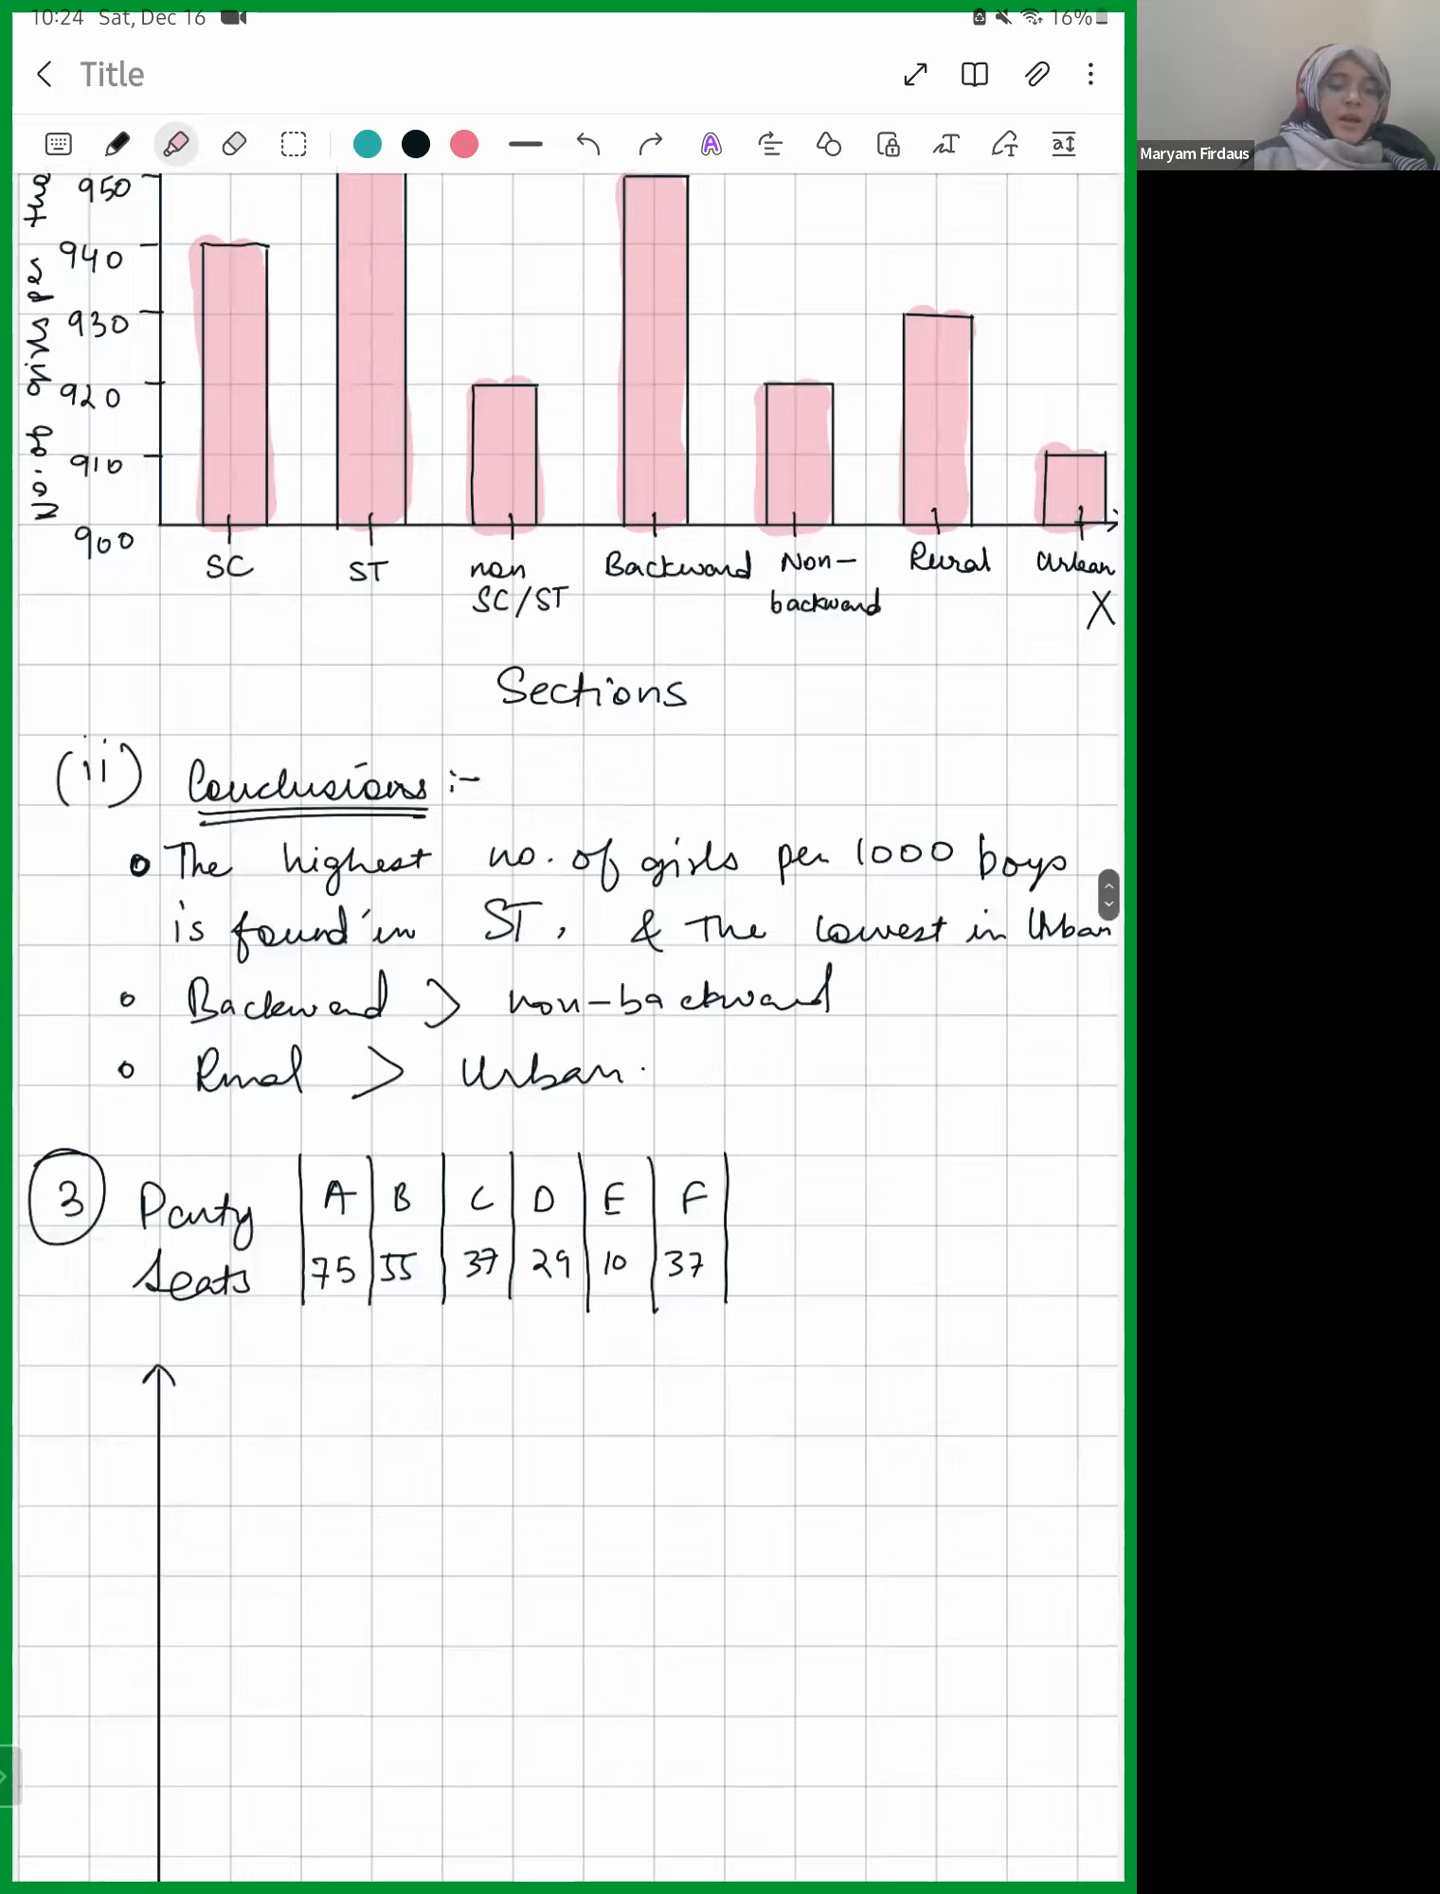 10:24 Sat, Dec 16
16%
Title
Maryam Firdaus
No. of girls per tho
950
940
930
920
910
900
SC ST non SC/ST Backward Non-backward Rural Urban
X
Sections
(ii) Conclusions :-
The highest no. of girls per 1000 boys
is found in ST, & the lowest in Urban
Backward > non-backward
Rural > Urban.
3 Party A B C D E F
Seats 75 55 37 29 10 37